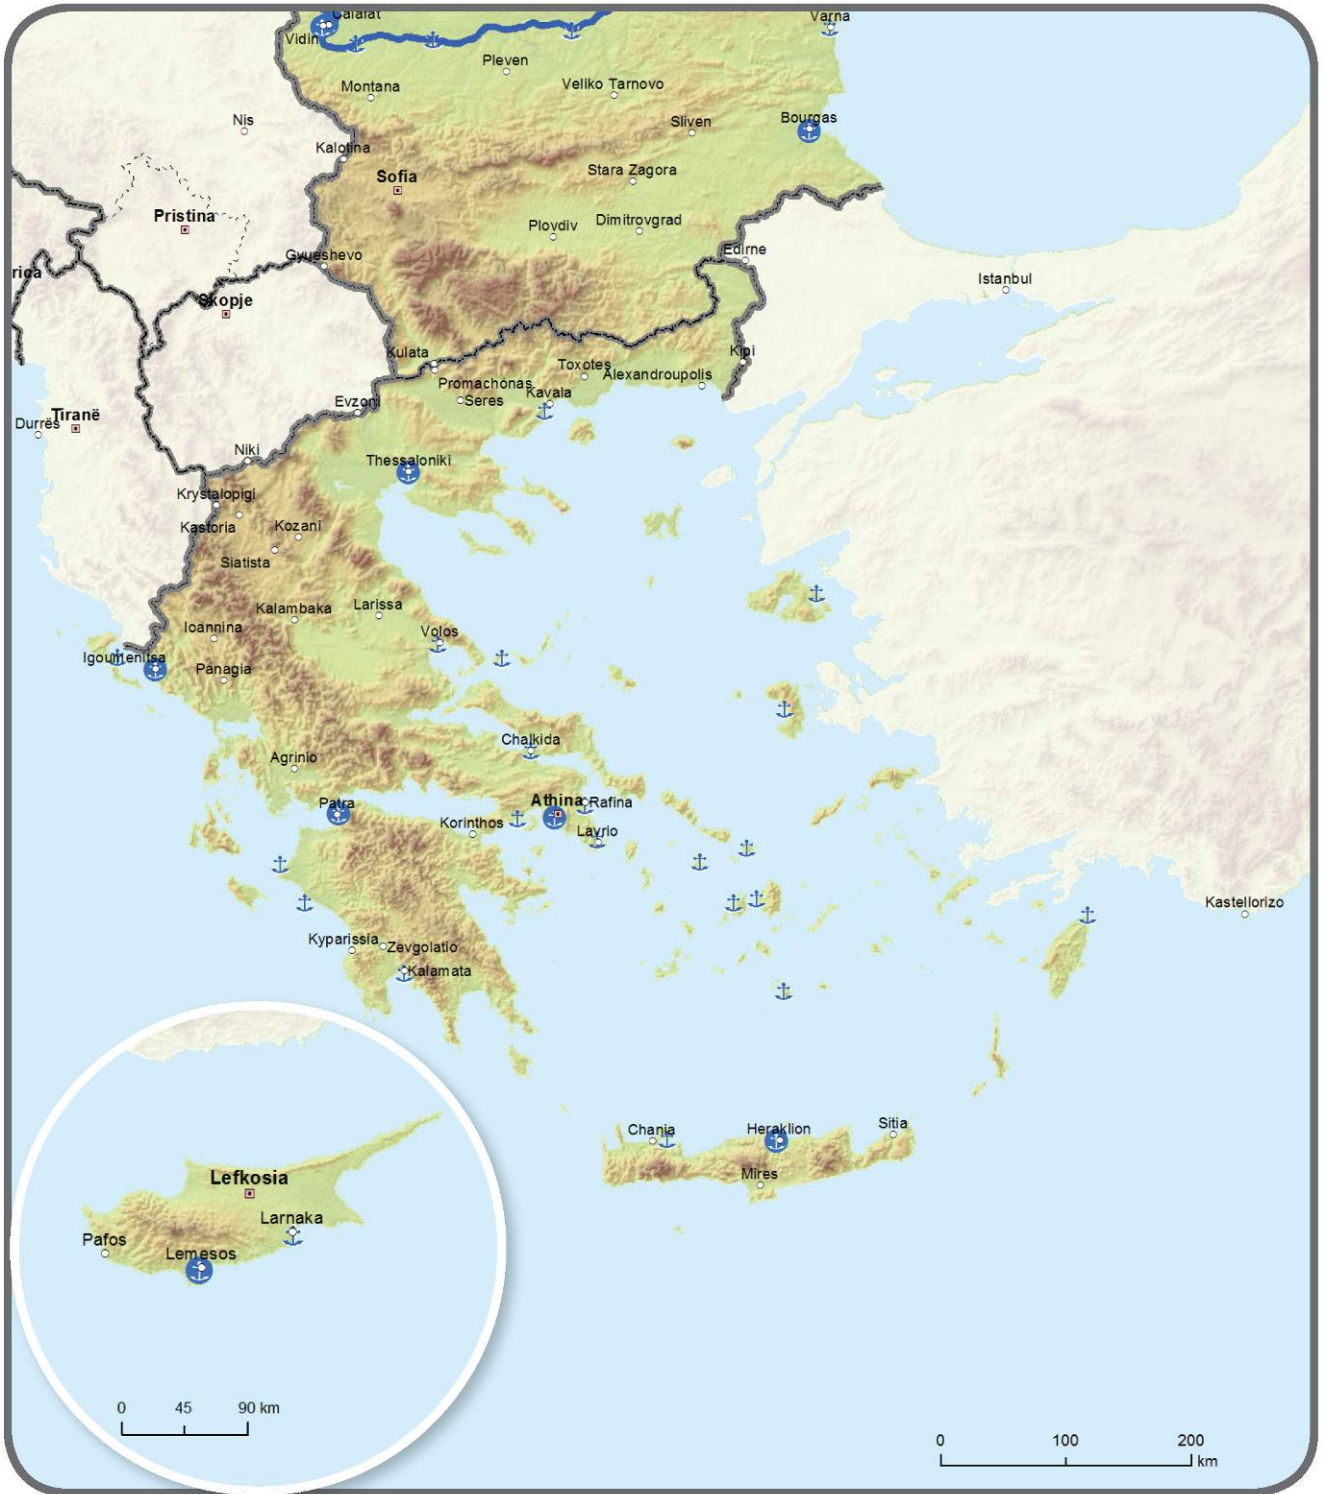 Calafat
Varna
Vidin
Pleven
Montana
Veliko Tarnovo
Nis
Sliven
Bourgas
Kalotina
Sofia
Stara Zagora
Pristina
Plovdiv
Dimitrovgrad
Edirne
Gyueshevo
rica
Istanbul
Skopje
Kulata
Kipi
Toxotes
Alexandroupolis
Promachónas
Kavala
Seres
Evzoni
Tiranë
Durrës
Niki
Thessaloniki
Krystalopigi
Kastoria
Kozani
Siatista
Kalambaka
Larissa
Ioannina
Volos
Igoumenitsa
Panagia
Chalkida
Agrinio
Patra
Athina
Rafina
Korinthos
Lavrio
Kastellorizo
Kyparissia
Zevgolatio
Kalamata
Chania
Heraklion
Sitia
Mires
Lefkosia
Larnaka
Pafos
Lemesos
0 45 90 km
0 100 200
km